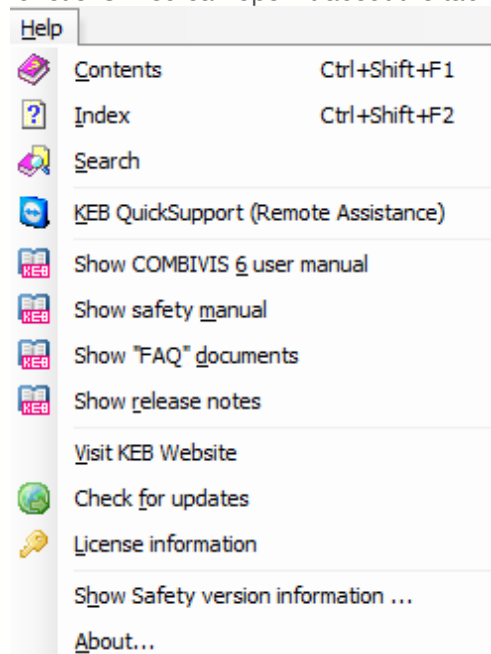 Help
Contents Ctrl+Shift+F1
Index Ctrl+Shift+F2
Search
KEB QuickSupport (Remote Assistance)
Show COMBIVIS 6 user manual
Show safety manual
Show "FAQ" documents
Show release notes
Visit KEB Website
Check for updates
License information
Show Safety version information ...
About...